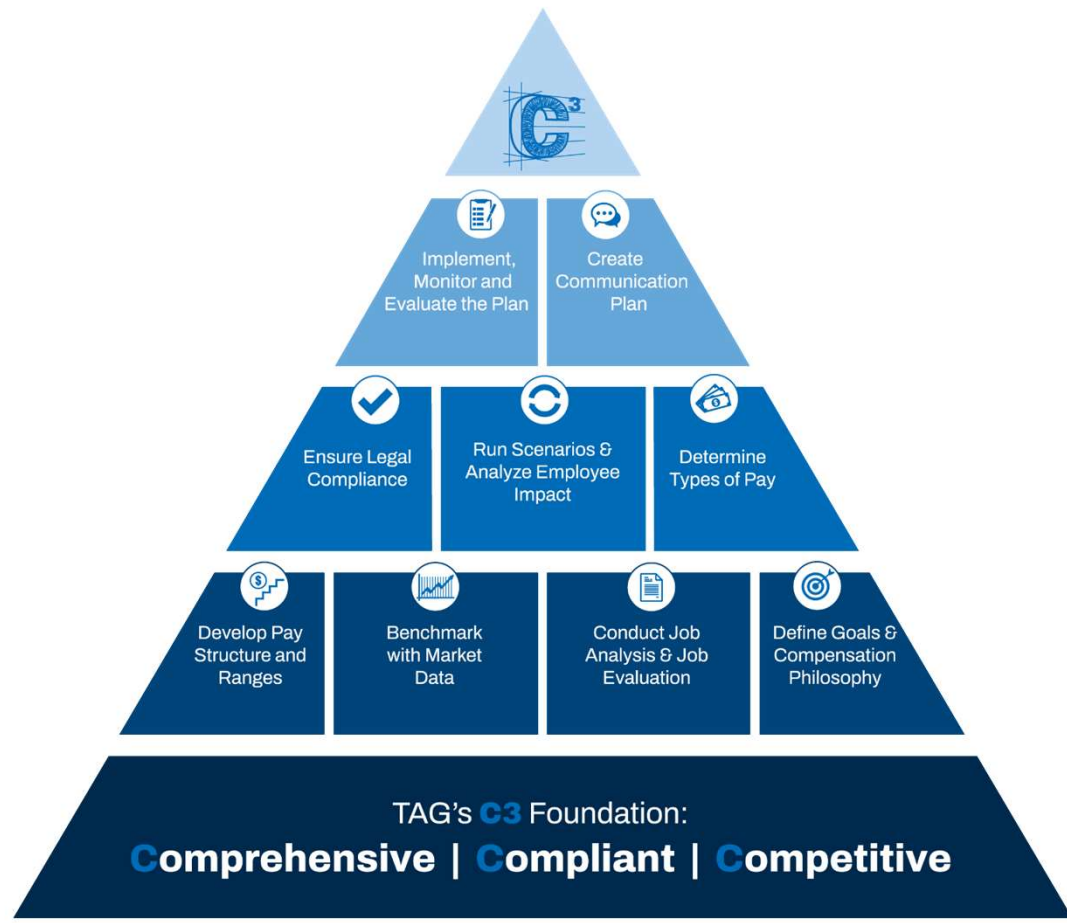 C3
Implement,
Monitor and
Evaluate the Plan
Create
Communication
Plan
Ensure Legal
Compliance
Run Scenarios &
Analyze Employee
Impact
Determine
Types of Pay
Develop Pay
Structure and
Ranges
Benchmark
with Market
Data
Conduct Job
Analysis & Job
Evaluation
Define Goals &
Compensation
Philosophy
TAG's C3 Foundation:
Comprehensive | Compliant | Competitive